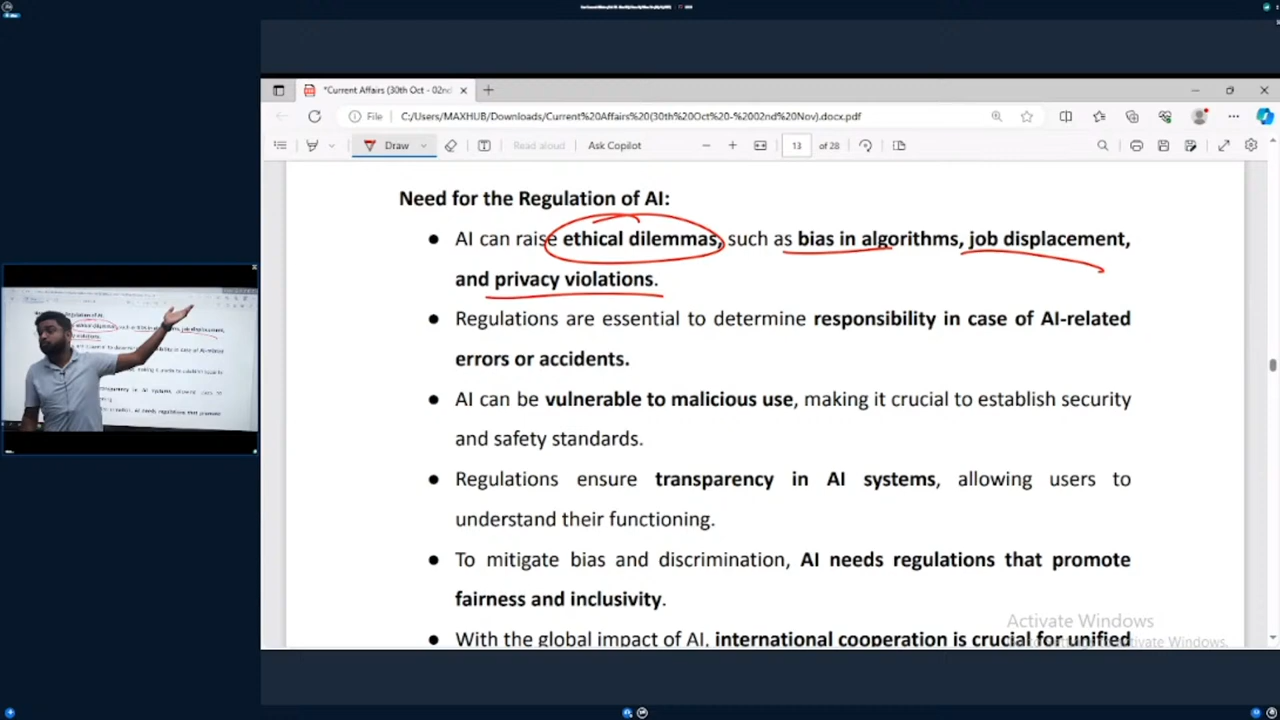 *Current Affairs (30th Oct - 02nd
File
C:/Users/MAXHUB/Downloads/Current%20Affairs%20(30th%20Oct%20-%2002nd%20Nov).docx.pdf
Draw
Read aloud
Ask Copilot
13
of 28
Need for the Regulation of AI:
● AI can raise ethical dilemmas, such as bias in algorithms, job displacement,
and privacy violations.
● Regulations are essential to determine responsibility in case of AI-related
errors or accidents.
● AI can be vulnerable to malicious use, making it crucial to establish security
and safety standards.
● Regulations ensure transparency in AI systems, allowing users to
understand their functioning.
● To mitigate bias and discrimination, AI needs regulations that promote
fairness and inclusivity.
● With the global impact of AI, international cooperation is crucial for unified
Activate Windows
activate Windows.